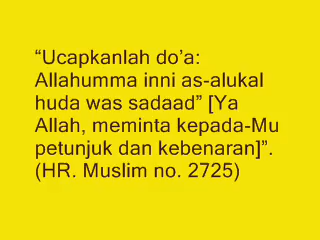 “Ucapkanlah do’a:
Allahumma inni as-alukal
huda was sadaad” [Ya
Allah, meminta kepada-Mu
petunjuk dan kebenaran]”.
(HR. Muslim no. 2725)